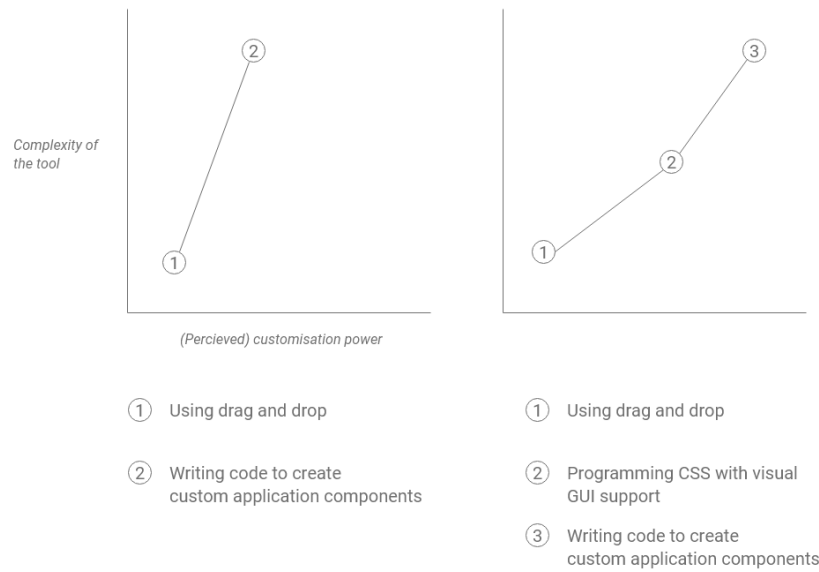 2
3
Complexity of
the tool
2
1
1
(Percieved) customisation power
1 Using drag and drop
2 Writing code to create
custom application components
1 Using drag and drop
2 Programming CSS with visual
GUI support
3 Writing code to create
custom application components